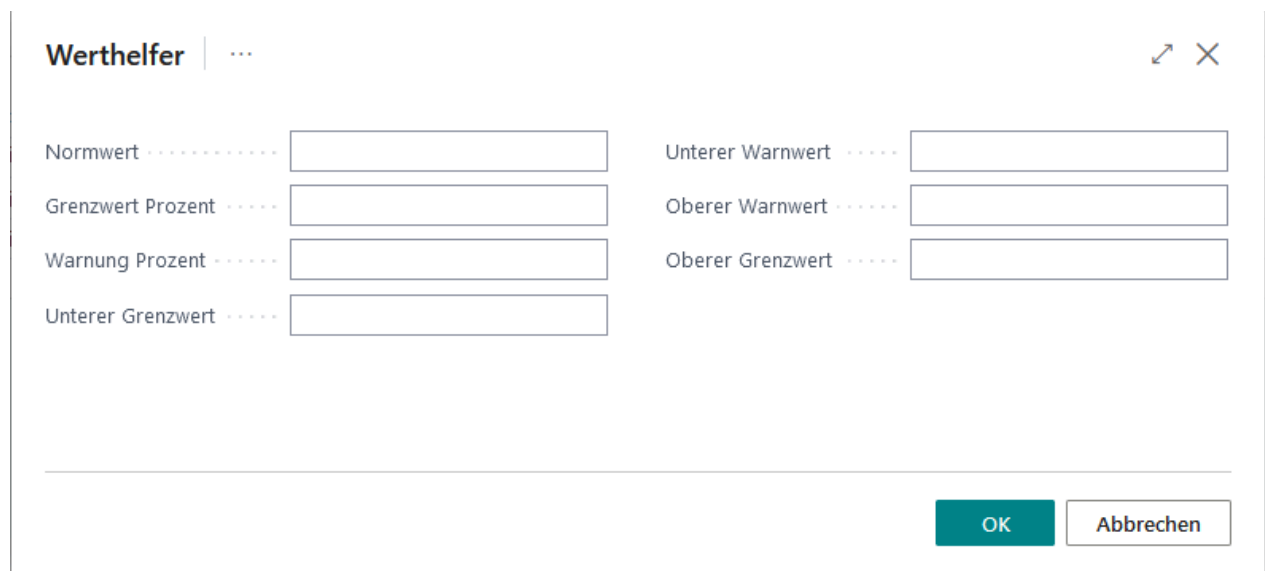 Werthelfer ...
Normwert
Grenzwert Prozent
Warnung Prozent
Unterer Grenzwert
Unterer Warnwert
Oberer Warnwert
Oberer Grenzwert
OK
Abbrechen